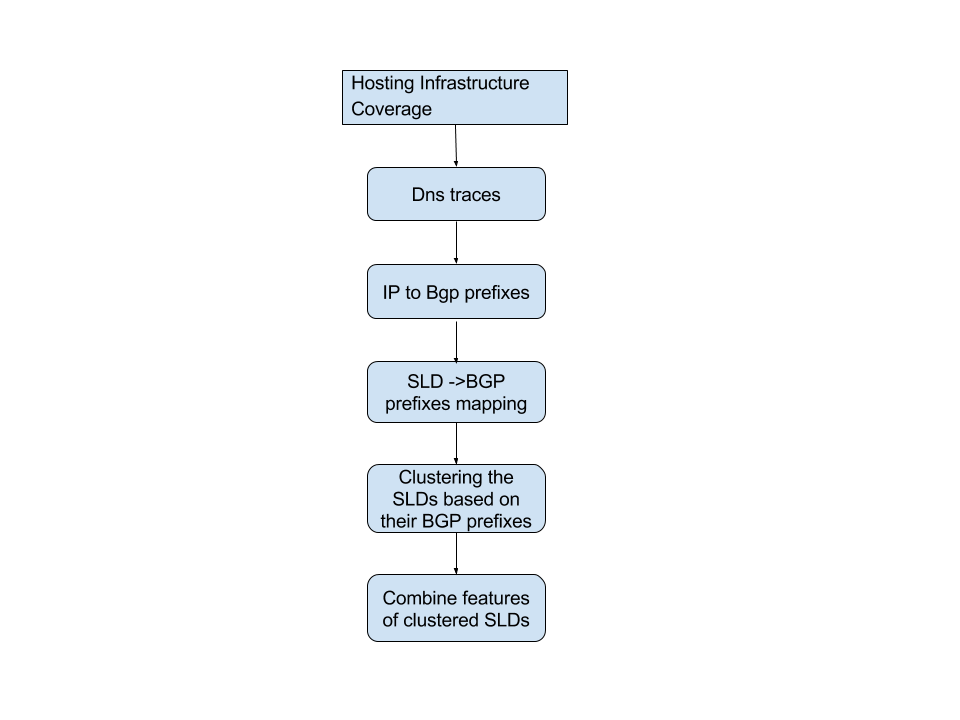 Hosting Infrastructure
Coverage
Dns traces
IP to Bgp prefixes
SLD ->BGP
prefixes mapping
Clustering the
SLDs based on
their BGP prefixes
Combine features
of clustered SLDs